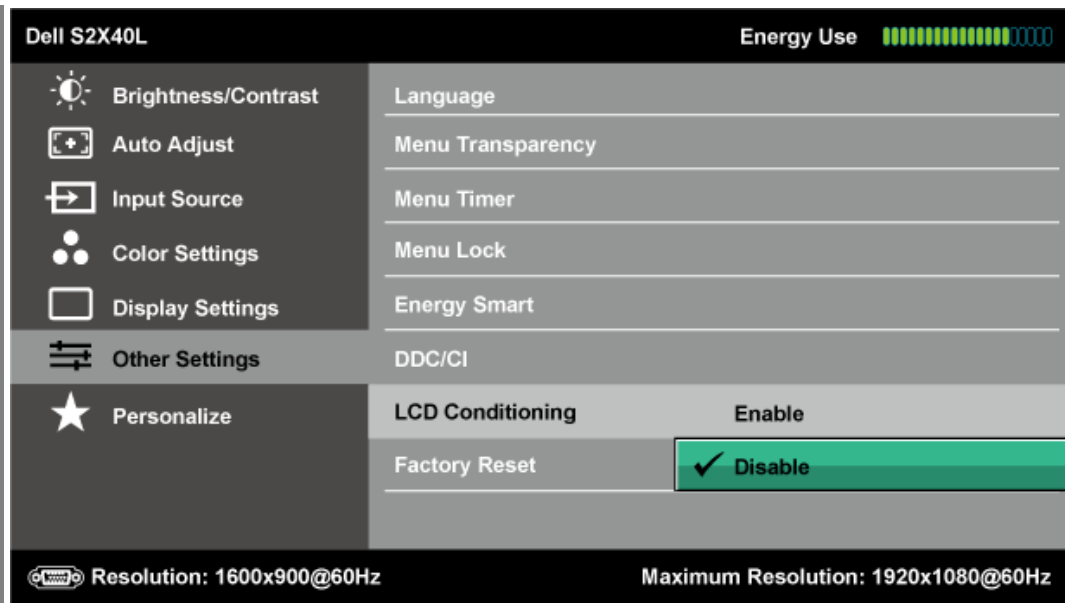 Dell S2X40L Energy Use
Brightness/Contrast Language
Auto Adjust Menu Transparency
Input Source Menu Timer
Color Settings Menu Lock
Display Settings Energy Smart
Other Settings DDC/CI
Personalize LCD Conditioning Enable
Factory Reset Disable
Resolution: 1600x900@60Hz Maximum Resolution: 1920x1080@60Hz